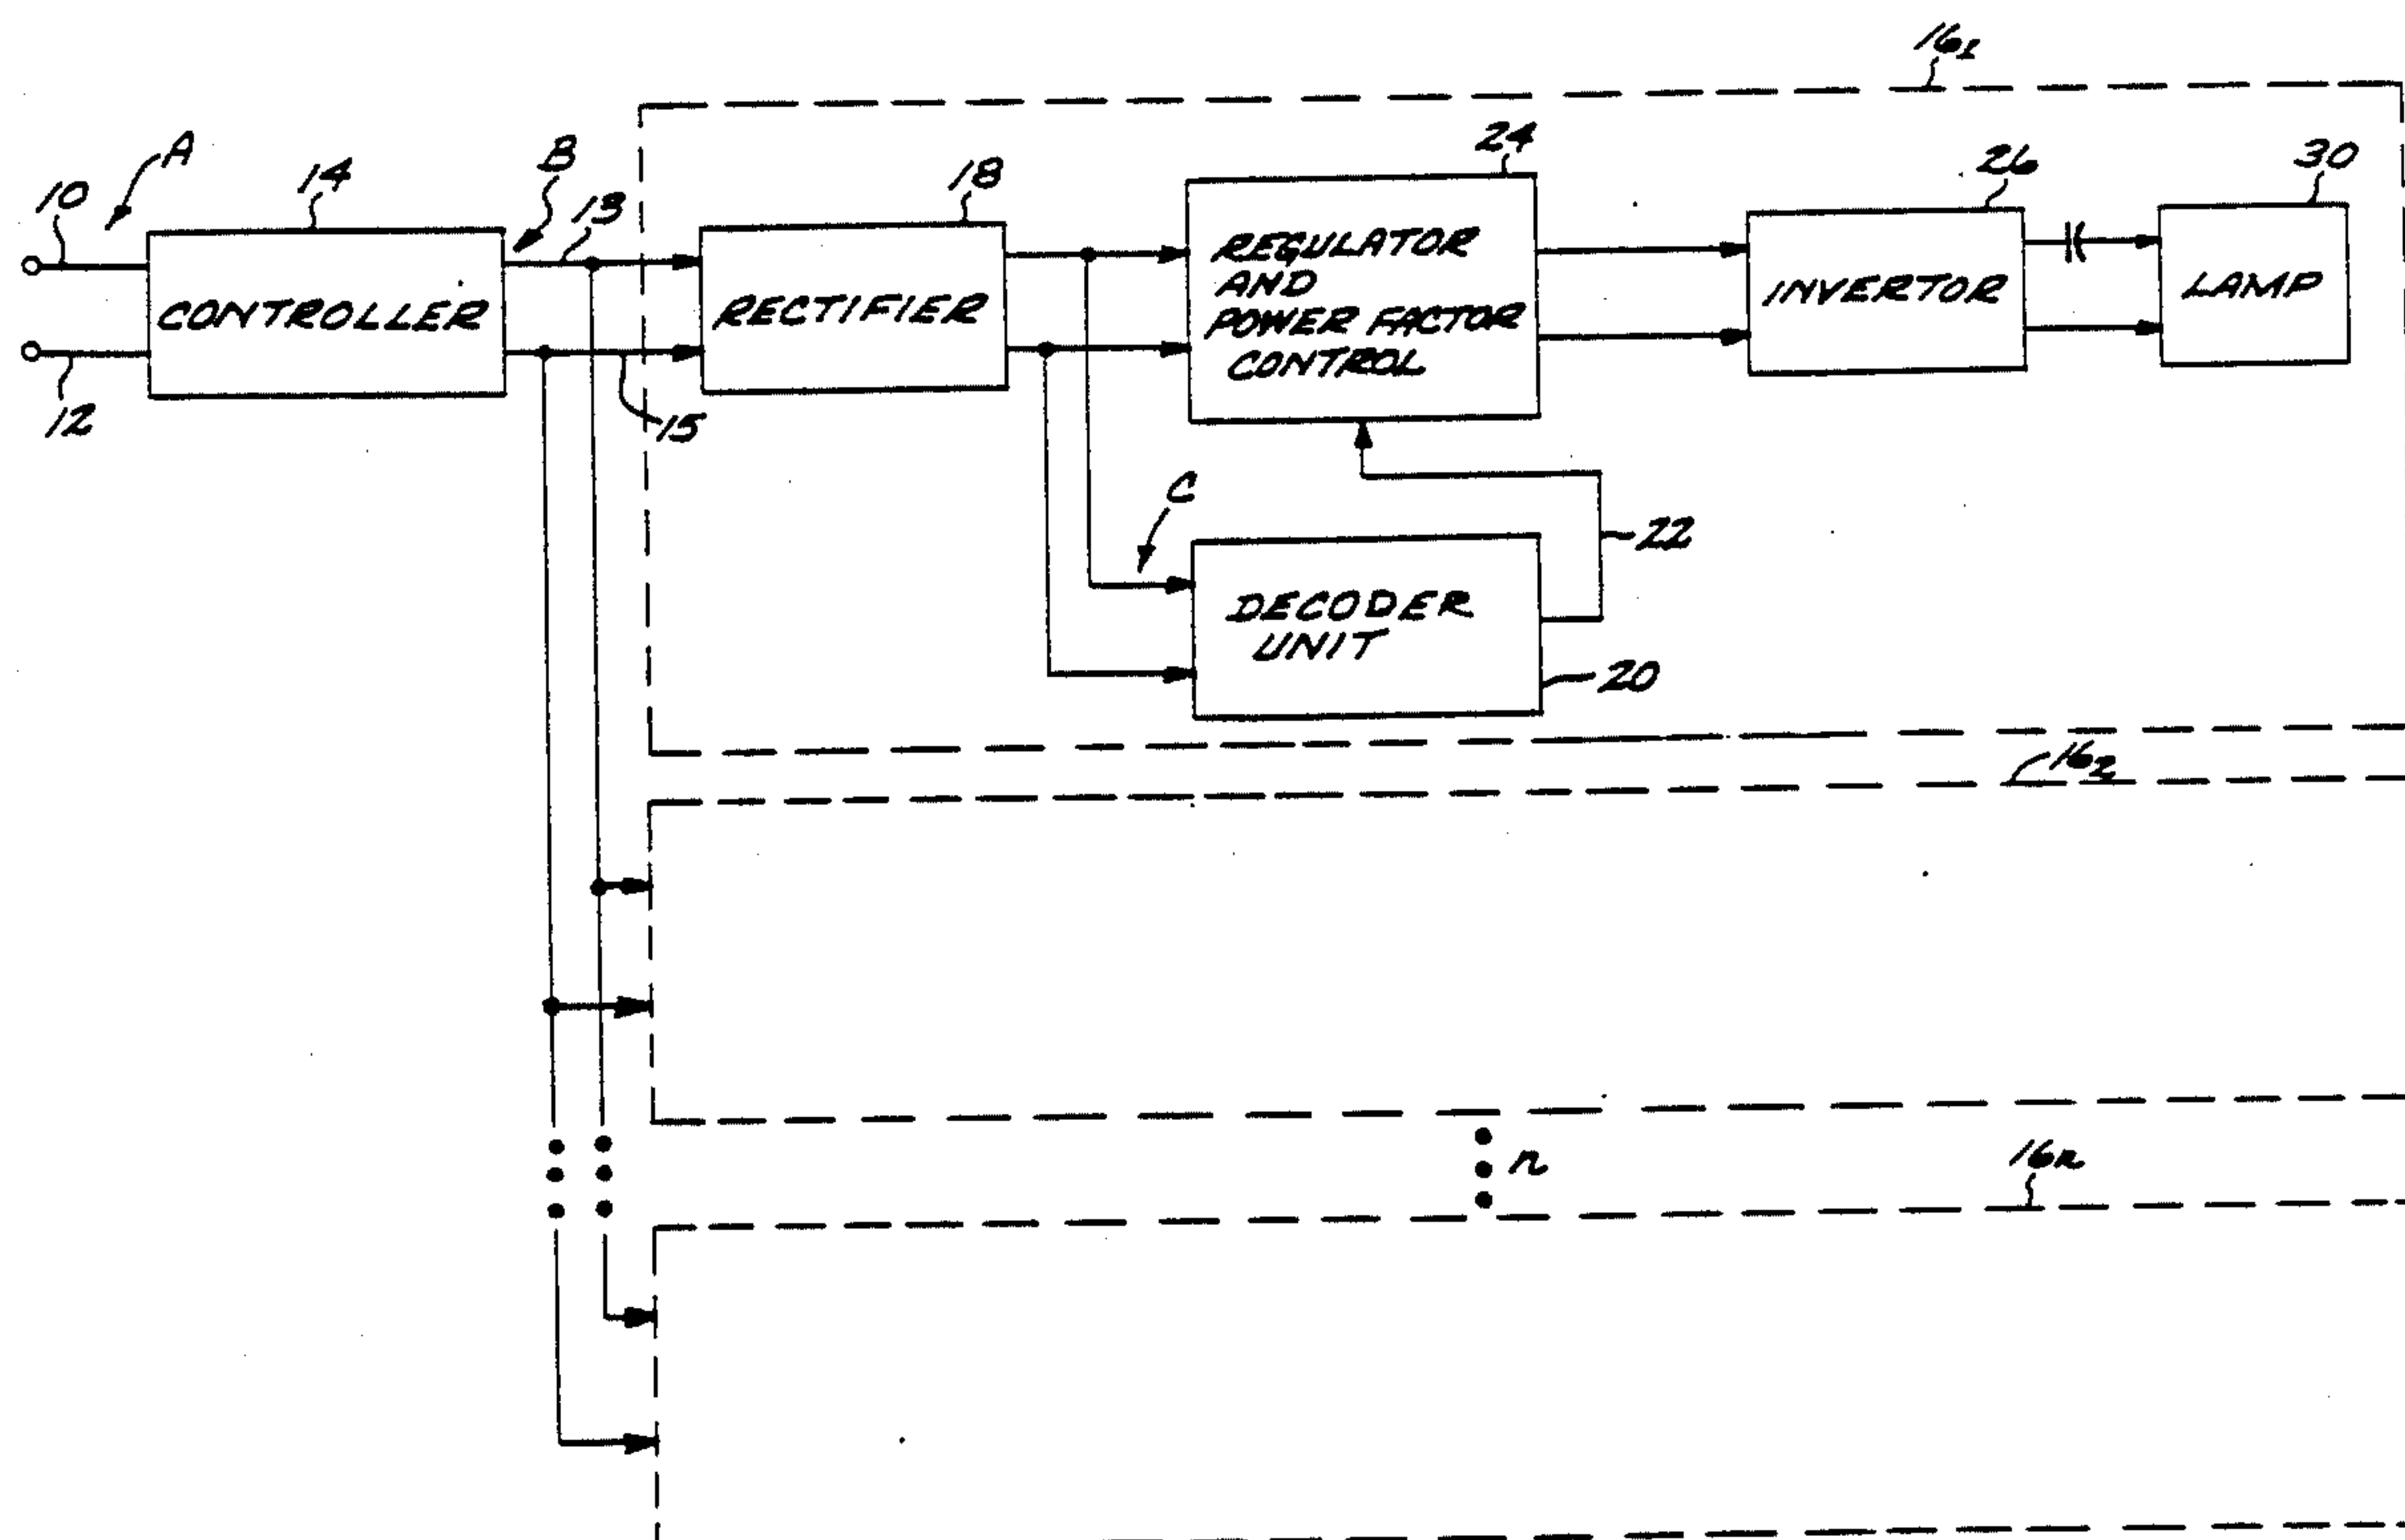 16₁
A
B
24
10
14
13
18
26
30
CONTROLLER
RECTIFIER
REGULATOR
AND
POWER FACTOR
CONTROL
INVERTOR
LAMP
12
15
C
22
DECODER
UNIT
20
16₂
n
16n